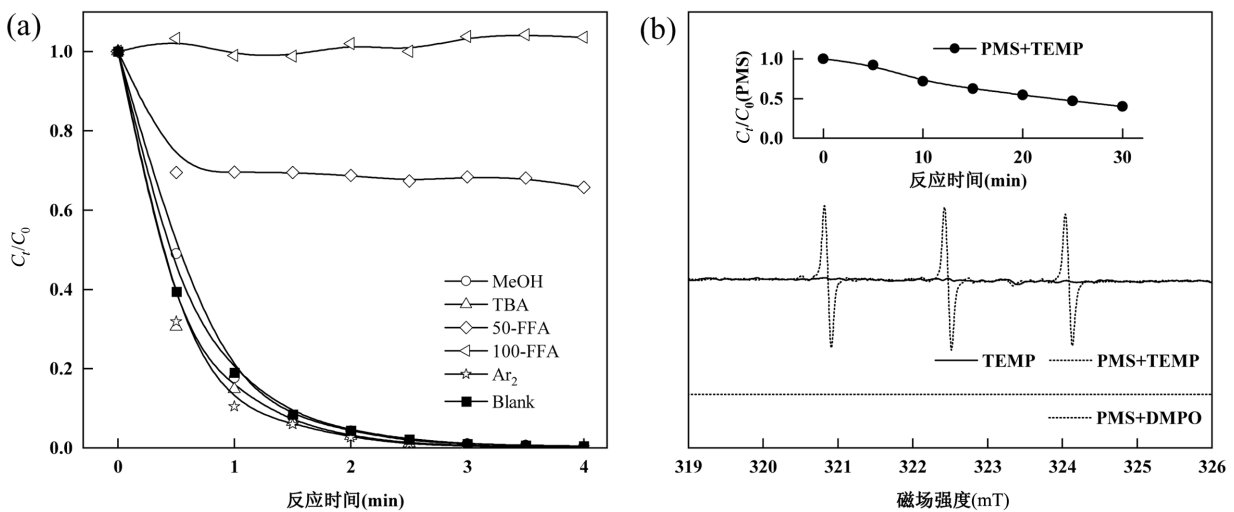 (a)
1.0
0.8
0.6
0.4
0.2
0.0
Ct/C0
MeOH
TBA
50-FFA
100-FFA
Ar2
Blank
0 1 2 3 4
反应时间(min)
(b)
PMS+TEMP
1.0
0.5
0.0
Ct/C0(PMS)
0 10 20 30
反应时间(min)
TEMP PMS+TEMP
PMS+DMPO
319 320 321 322 323 324 325 326
磁场强度(mT)